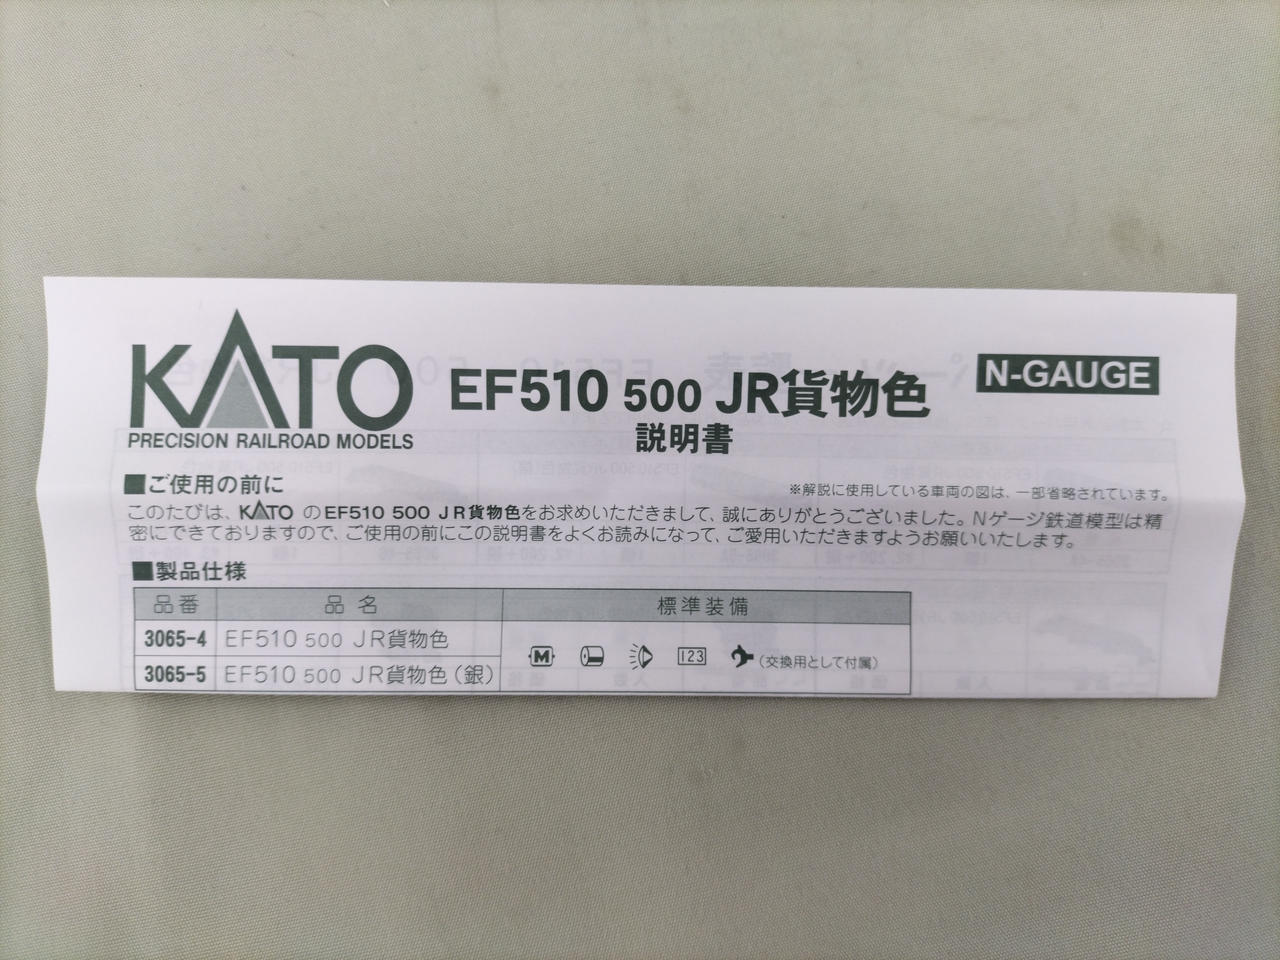 KATO
PRECISION RAILROAD MODELS
EF510 500 JR貨物色
説明書
N-GAUGE
■ご使用の前に
※解説に使用している車両の図は、一部省略されています。
このたびは、KATOのEF510 500 JR貨物色をお求めいただきまして、誠にありがとうございました。Nゲージ鉄道模型は精
密にできておりますので、ご使用の前にこの説明書をよくお読みになって、ご愛用いただきますようお願いいたします。
■製品仕様
品番 品名 標準装備
3065-4 EF510 500 JR貨物色
M 123 (交換用として付属)
3065-5 EF510 500 JR貨物色(銀)